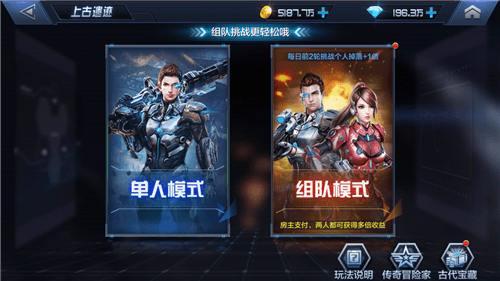 上古遗迹
5187.7万
196.3万
组队挑战更轻松哦
每日前2轮挑战个人掉落+1倍
单人模式
组队模式
房主支付，两人都可获得多倍收益
玩法说明
传奇冒险家
古代宝藏